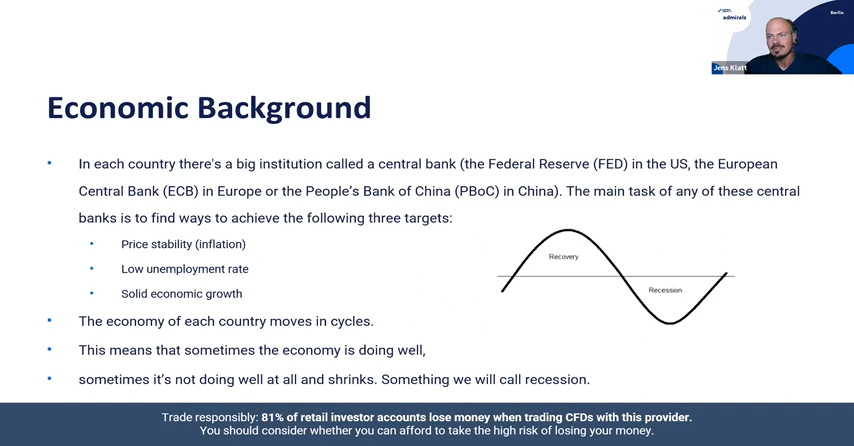 admirals
Berlin
Jens Klatt
Economic Background
• In each country there's a big institution called a central bank (the Federal Reserve (FED) in the US, the European
Central Bank (ECB) in Europe or the People's Bank of China (PBoC) in China). The main task of any of these central
banks is to find ways to achieve the following three targets:
• Price stability (inflation)
• Low unemployment rate
• Solid economic growth
Recovery
Recession
• The economy of each country moves in cycles.
• This means that sometimes the economy is doing well,
• sometimes it's not doing well at all and shrinks. Something we will call recession.
Trade responsibly: 81% of retail investor accounts lose money when trading CFDs with this provider.
You should consider whether you can afford to take the high risk of losing your money.